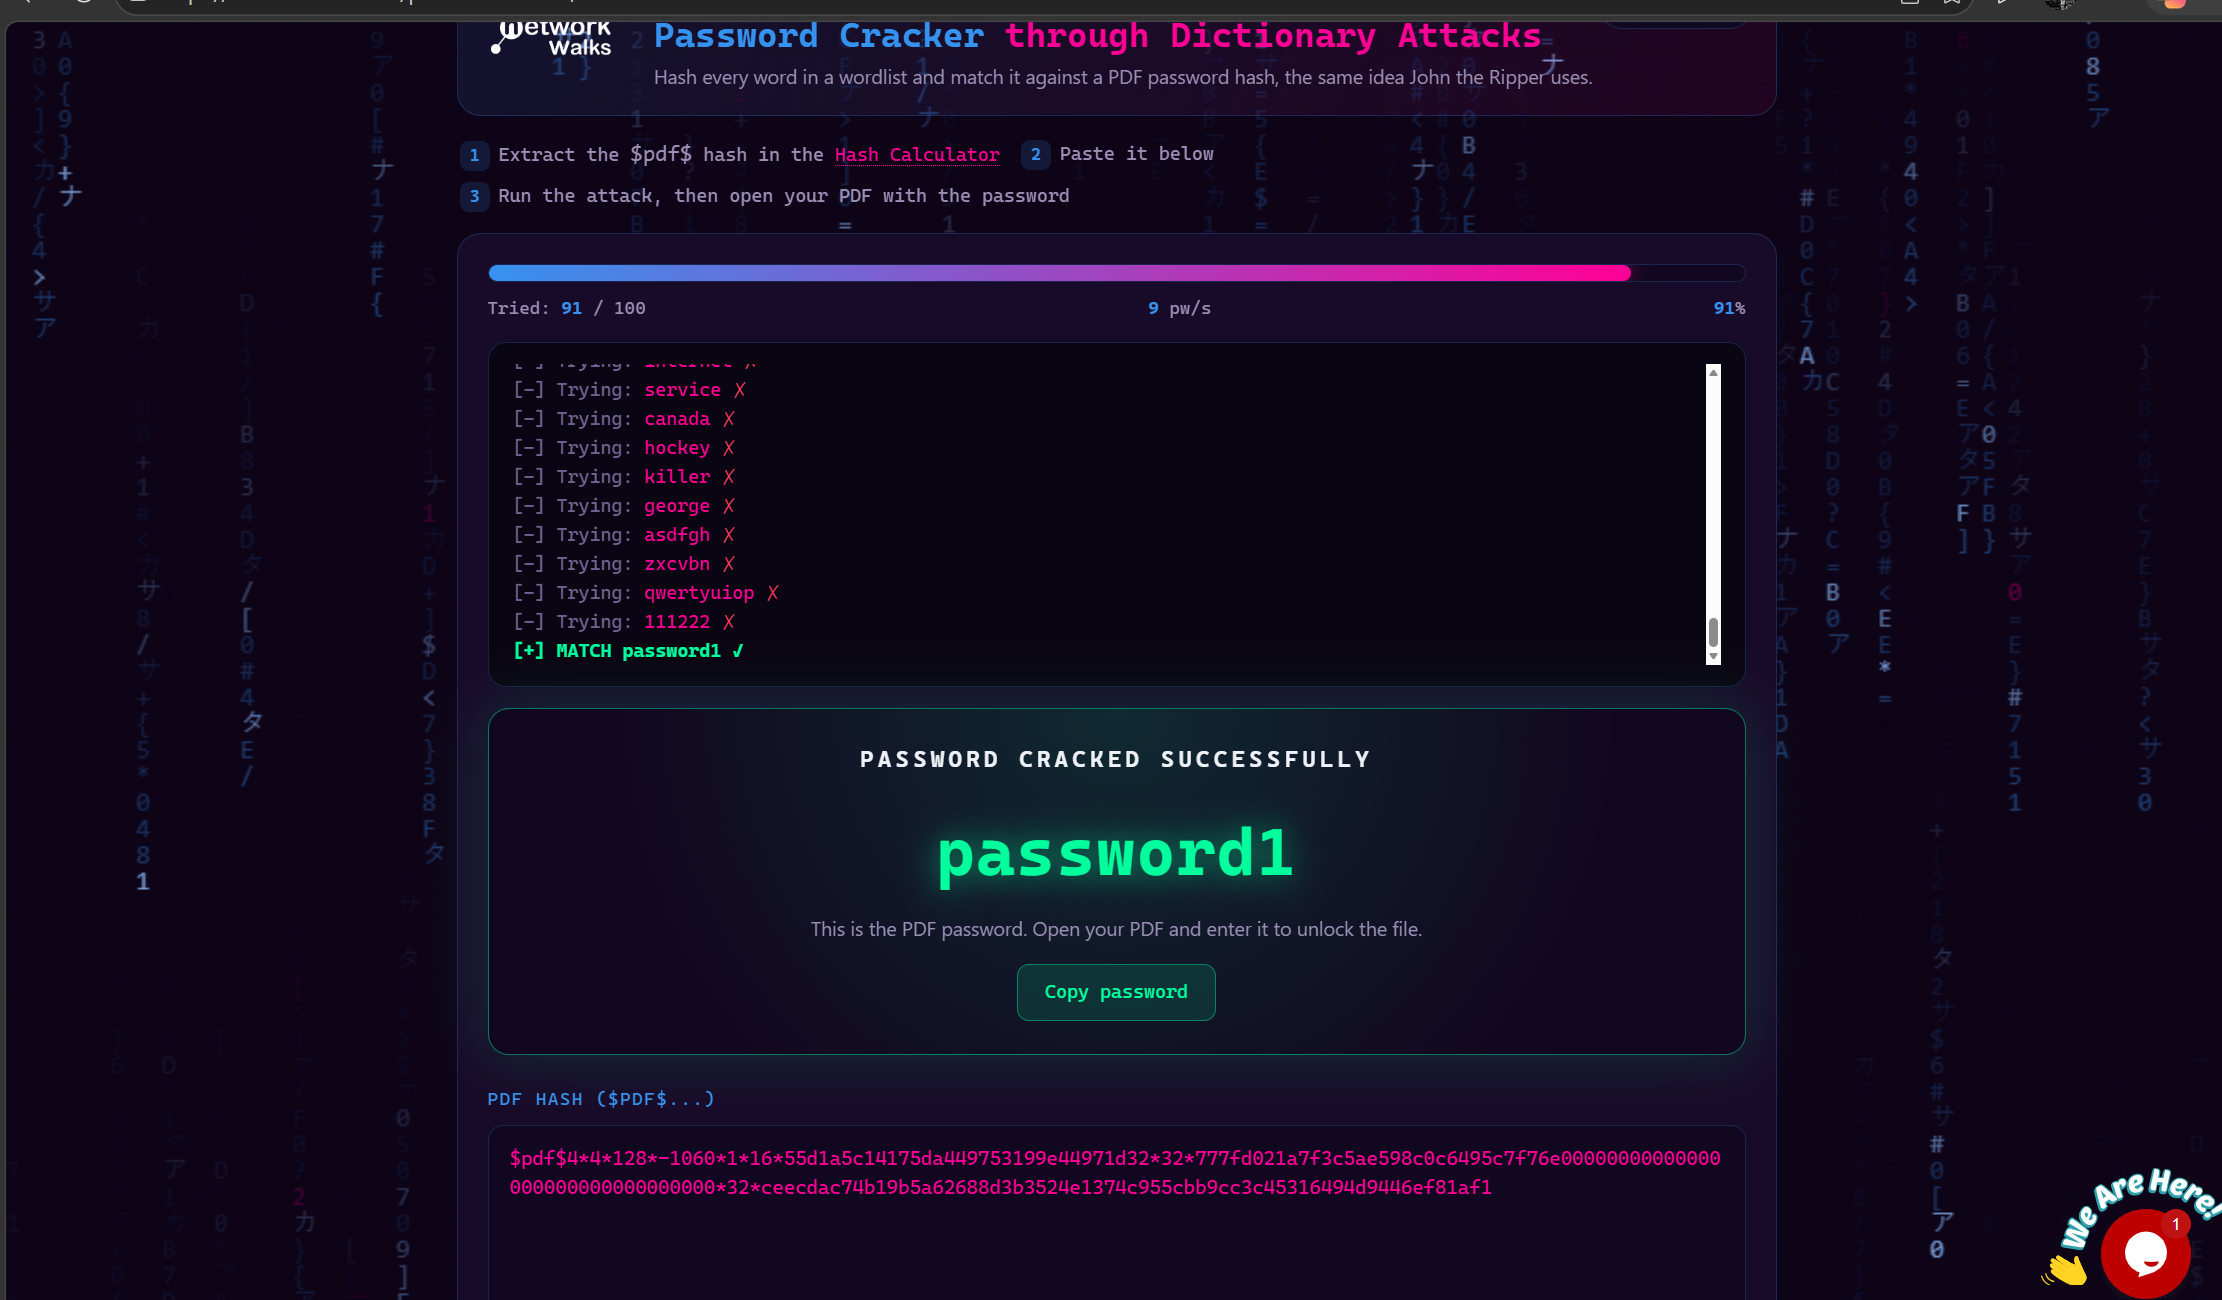 Network
Walks
Password Cracker through Dictionary Attacks
Hash every word in a wordlist and match it against a PDF password hash, the same idea John the Ripper uses.
1 Extract the $pdf$ hash in the Hash Calculator 2 Paste it below
3 Run the attack, then open your PDF with the password
Tried: 91 / 100 9 pw/s 91%
[-] Trying: internet ✗
[-] Trying: service ✗
[-] Trying: canada ✗
[-] Trying: hockey ✗
[-] Trying: killer ✗
[-] Trying: george ✗
[-] Trying: asdfgh ✗
[-] Trying: zxcvbn ✗
[-] Trying: qwertyuiop ✗
[-] Trying: 111222 ✗
[+] MATCH password1 ✓
PASSWORD CRACKED SUCCESSFULLY
password1
This is the PDF password. Open your PDF and enter it to unlock the file.
Copy password
PDF HASH ($PDF$...)
$pdf$4*4*128*-1060*1*16*55d1a5c14175da449753199e44971d32*32*777fd021a7f3c5ae598c0c6495c7f76e00000000000000
000000000000000000*32*ceecdac74b19b5a62688d3b3524e1374c955cbb9cc3c45316494d9446ef81af1
We Are Here!
1